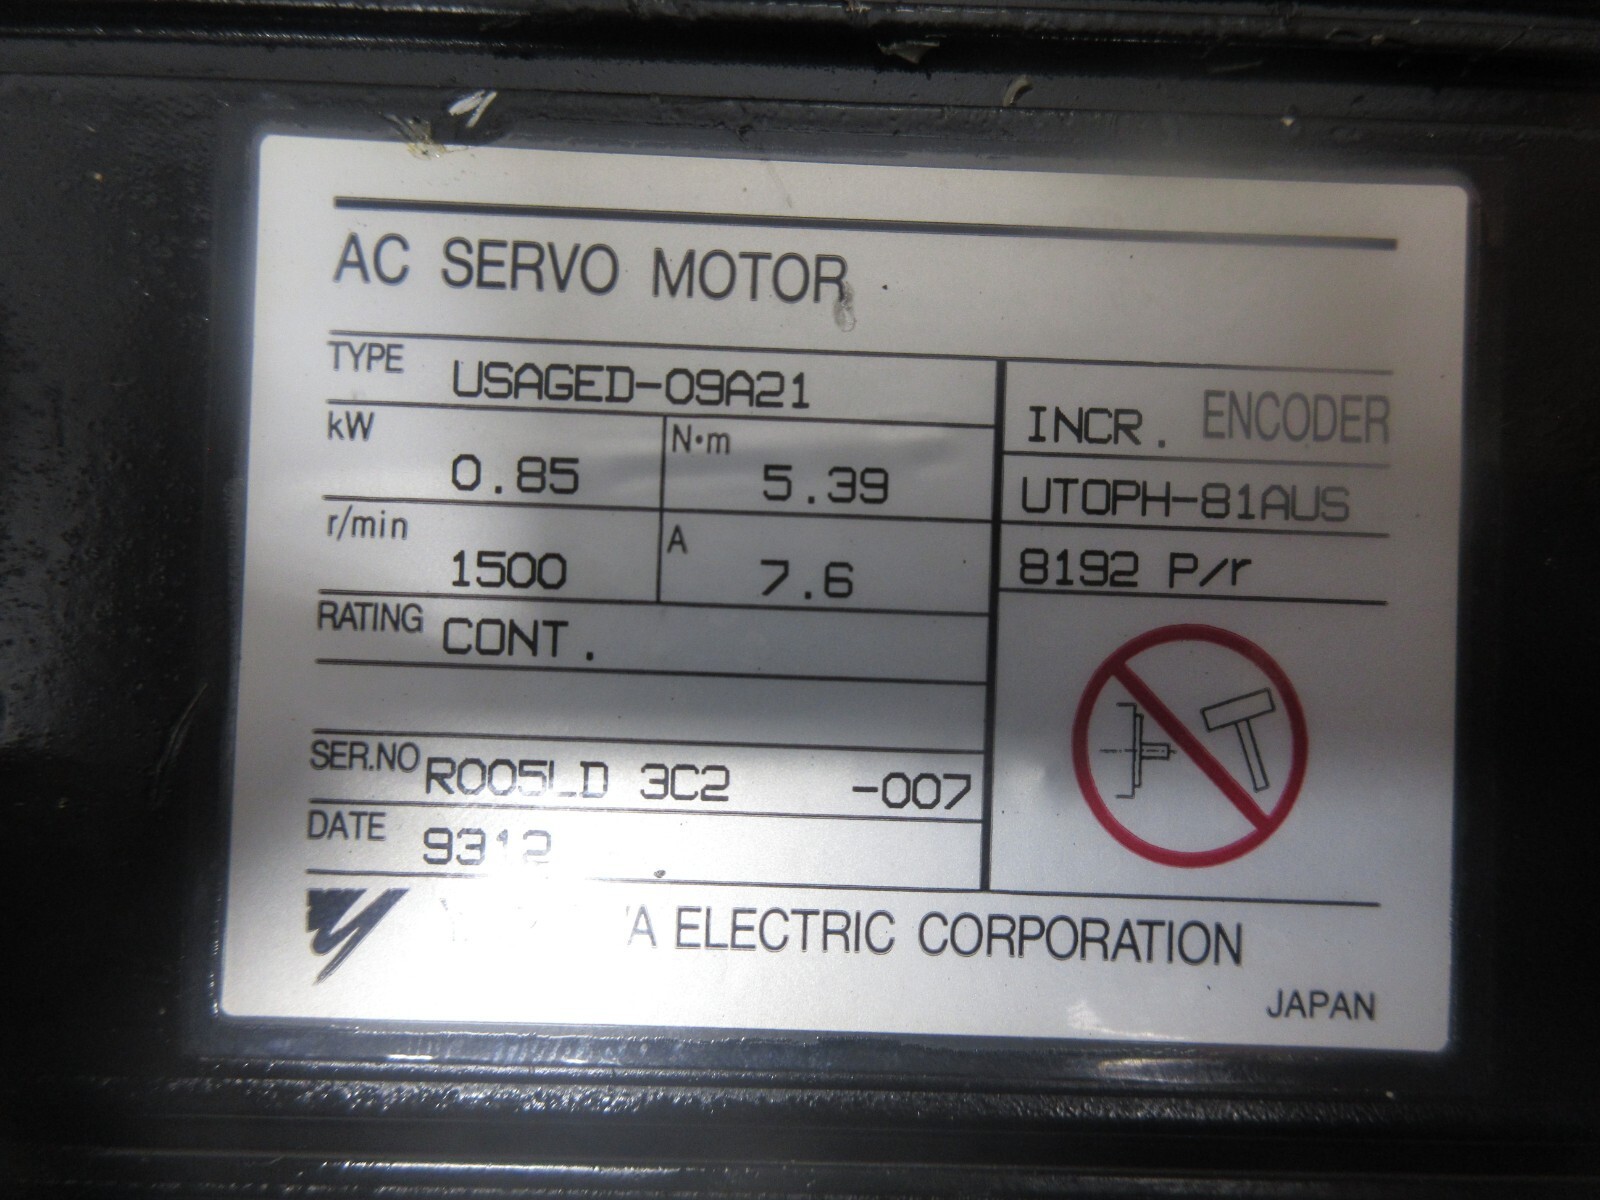 AC SERVO MOTOR
TYPE USAGED-09A21
INCR. ENCODER
kW 0.85 N·m 5.39
UTOPH-81AUS
r/min 1500 A 7.6
8192 P/r
RATING CONT.
SER.NO R005LD 3C2 -007
DATE 9312
ELECTRIC CORPORATION
JAPAN